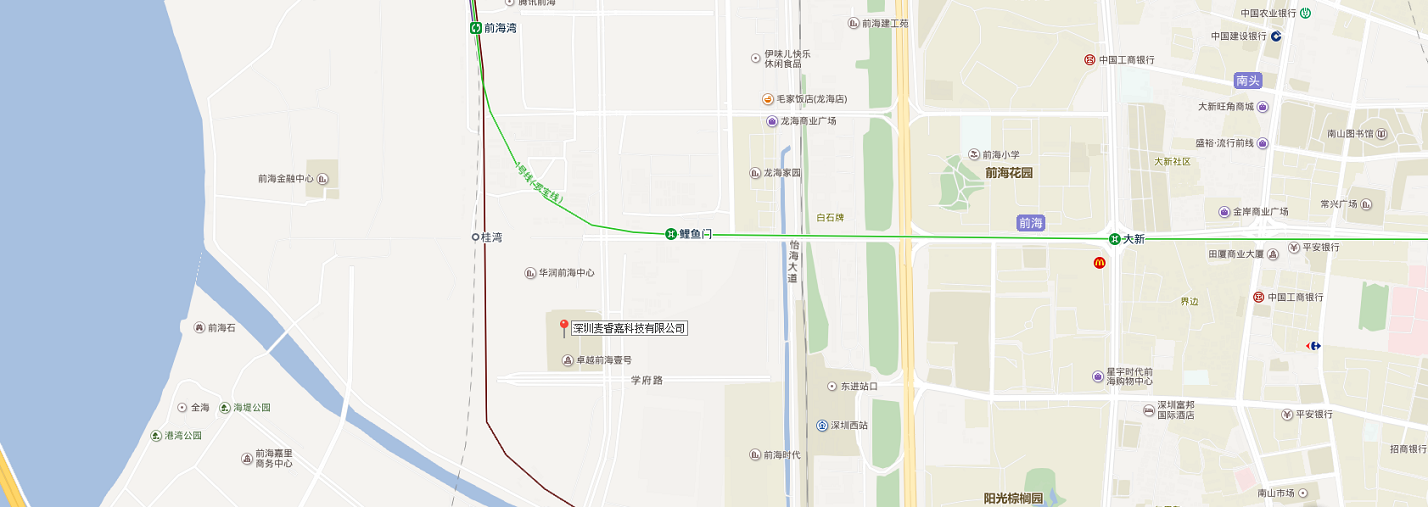 腾讯前海
中国农业银行
前海湾
前海建工苑
中国建设银行
伊味儿快乐
休闲食品
中国工商银行
南头
毛家饭店(龙海店)
大新旺角商城
龙海商业广场
南山图书馆
盛裕·流行前线
前海小学
大新社区
1号线(罗宝线)
龙海家园
前海花园
前海金融中心
常兴广场
金岸商业广场
白石牌
前海
鲤鱼门
桂湾
大新
怡海大道
平安银行
田厦商业大厦
华润前海中心
中国工商银行
界边
前海石
深圳麦睿嘉科技有限公司
卓越前海壹号
学府路
星宇时代前
海购物中心
东进站口
全海
海堤公园
深圳富邦
国际酒店
平安银行
深圳西站
港湾公园
招商银行
前海嘉里
商务中心
前海时代
南山市场
阳光棕榈园